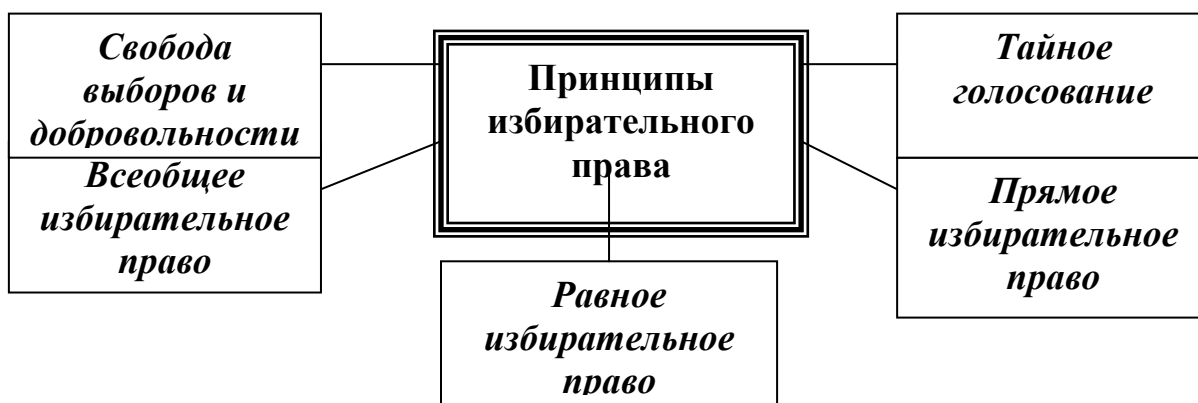 Свобода
выборов и
добровольности
Всеобщее
избирательное
право
Принципы
избирательного
права
Равное
избирательное
право
Тайное
голосование
Прямое
избирательное
право